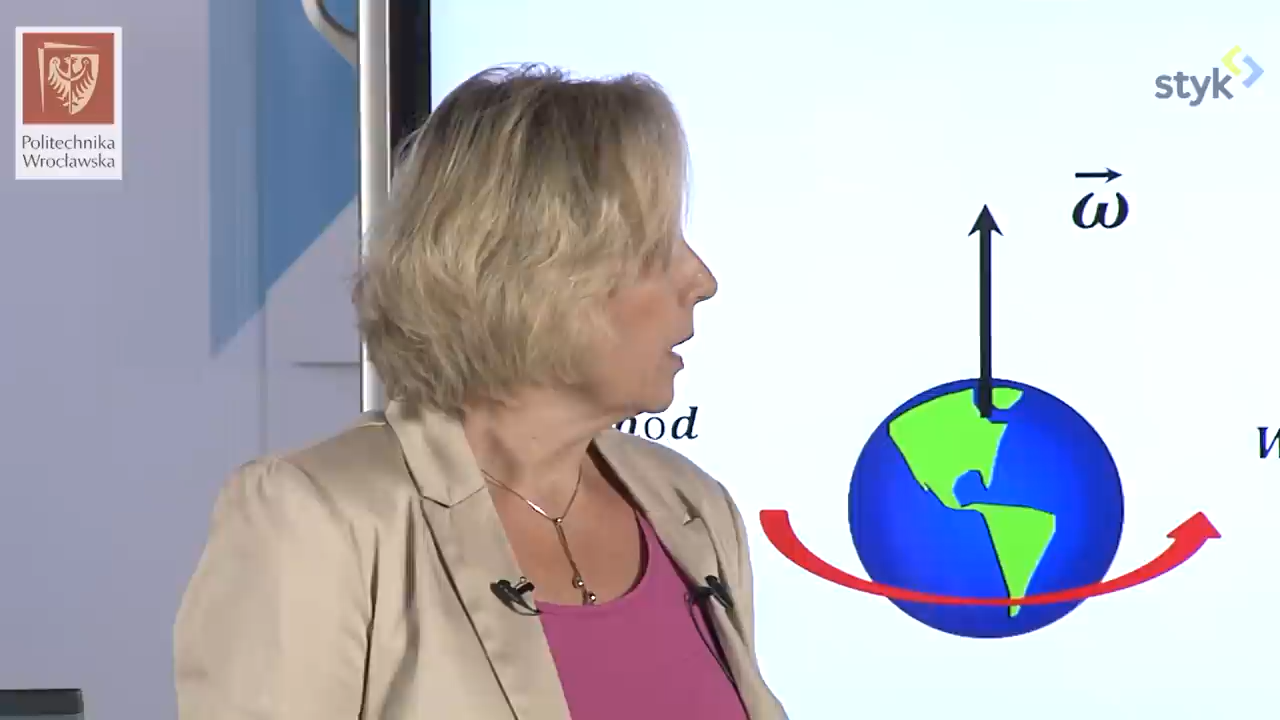 Politechnika
Wrocławska
styk
ω